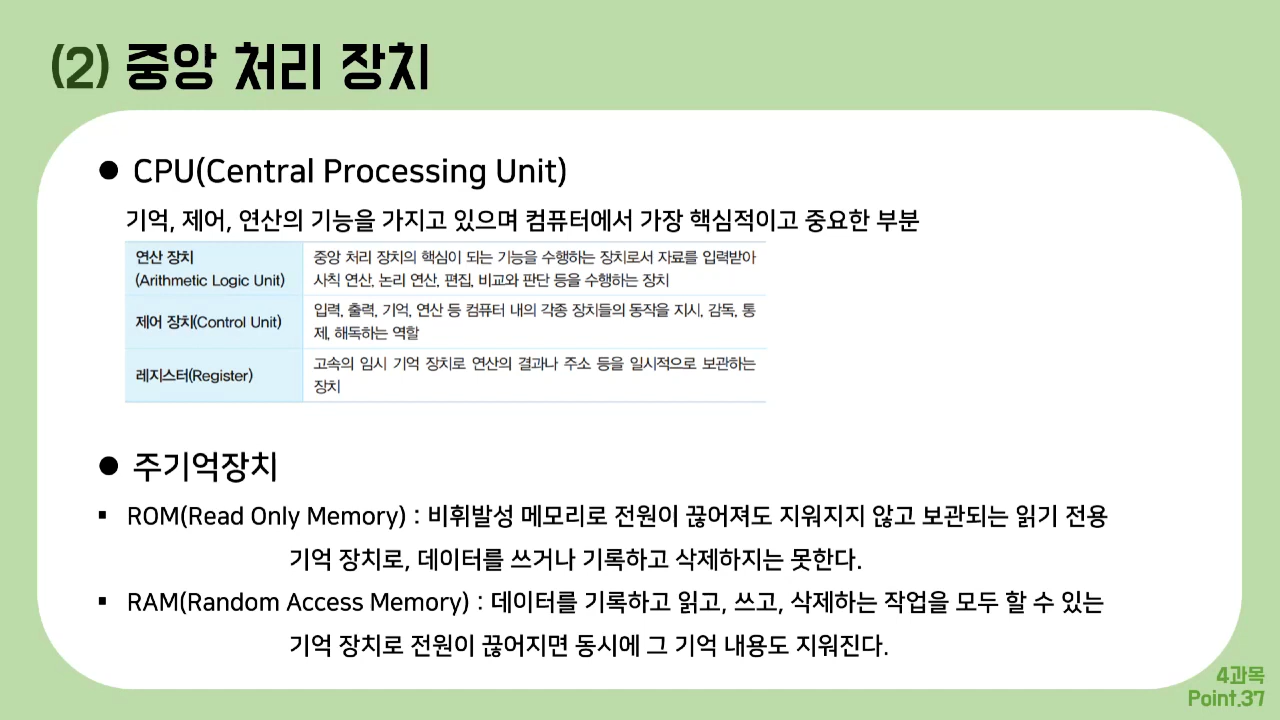 (2) 중앙 처리 장치
● CPU(Central Processing Unit)
기억, 제어, 연산의 기능을 가지고 있으며 컴퓨터에서 가장 핵심적이고 중요한 부분
연산 장치
(Arithmetic Logic Unit)
중앙 처리 장치의 핵심이 되는 기능을 수행하는 장치로서 자료를 입력받아
사칙 연산, 논리 연산, 편집, 비교와 판단 등을 수행하는 장치
제어 장치(Control Unit)
입력, 출력, 기억, 연산 등 컴퓨터 내의 각종 장치들의 동작을 지시, 감독, 통
제, 해독하는 역할
레지스터(Register)
고속의 임시 기억 장치로 연산의 결과나 주소 등을 일시적으로 보관하는
장치
● 주기억장치
▪ ROM(Read Only Memory) : 비휘발성 메모리로 전원이 끊어져도 지워지지 않고 보관되는 읽기 전용
기억 장치로, 데이터를 쓰거나 기록하고 삭제하지는 못한다.
▪ RAM(Random Access Memory) : 데이터를 기록하고 읽고, 쓰고, 삭제하는 작업을 모두 할 수 있는
기억 장치로 전원이 끊어지면 동시에 그 기억 내용도 지워진다.
4과목
Point.37